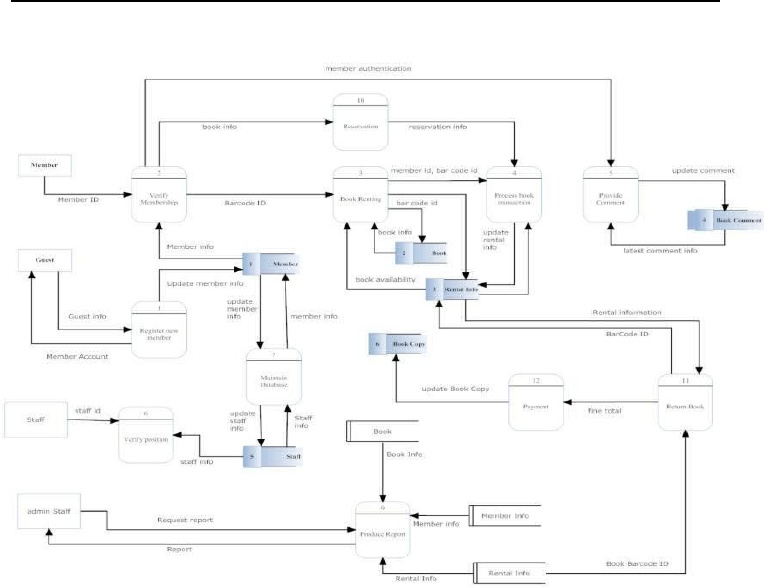 member authentication
10
Reservation
book info
reservation info
Member
Member ID
2
Verify
Membership
Barcode ID
3
Book Renting
member id, bar code id
bar code id
book info
4
Process book
transaction
update
rental
info
5
Provide
Comment
update comment
4 Book Comment
latest comment info
Member info
1 Member
2 Book
Guest
Update member info
book availability
3 Rental Info
Guest info
Member Account
1
Register new
member
update
member
info
member info
Rental information
BarCode ID
6 Book Copy
7
Maintain
Database
update Book Copy
12
Payment
fine total
11
Return Book
Staff
staff id
6
Verify position
update
staff
info
Staff
info
staff info
5 Staff
Book
Book Info
admin Staff
Request report
Report
9
Produce Report
Member info
Member Info
Rental Info
Rental Info
Book Barcode ID